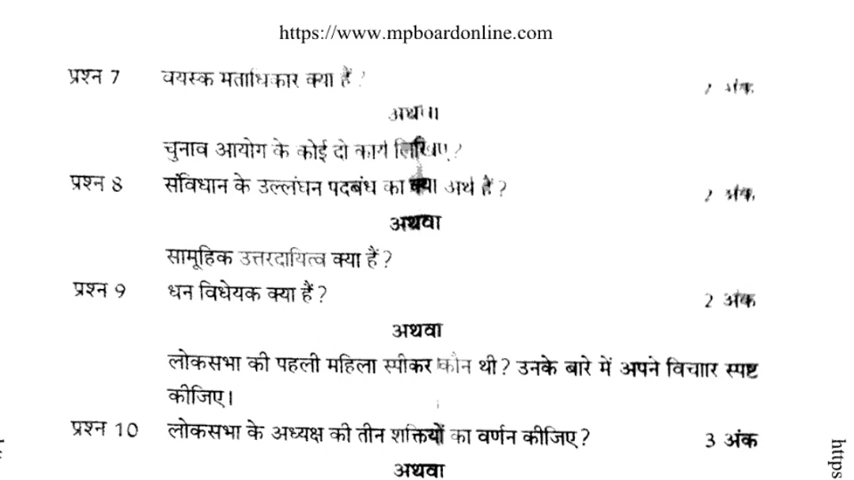 https://www.mpboardonline.com
प्रश्न 7 वयस्क मताधिकार क्या हैं ? 2 अंक
अथवा
चुनाव आयोग के कोई दो कार्य लिखिए?
प्रश्न 8 संविधान के उल्लंघन पदबंध का क्या अर्थ हैं ? 2 अंक
अथवा
सामूहिक उत्तरदायित्व क्या हैं ?
प्रश्न 9 धन विधेयक क्या हैं ? 2 अंक
अथवा
लोकसभा की पहली महिला स्पीकर कौन थी? उनके बारे में अपने विचाार स्पष्ट
कीजिए।
प्रश्न 10 लोकसभा के अध्यक्ष की तीन शक्तियों का वर्णन कीजिए ? 3 अंक
अथवा
https